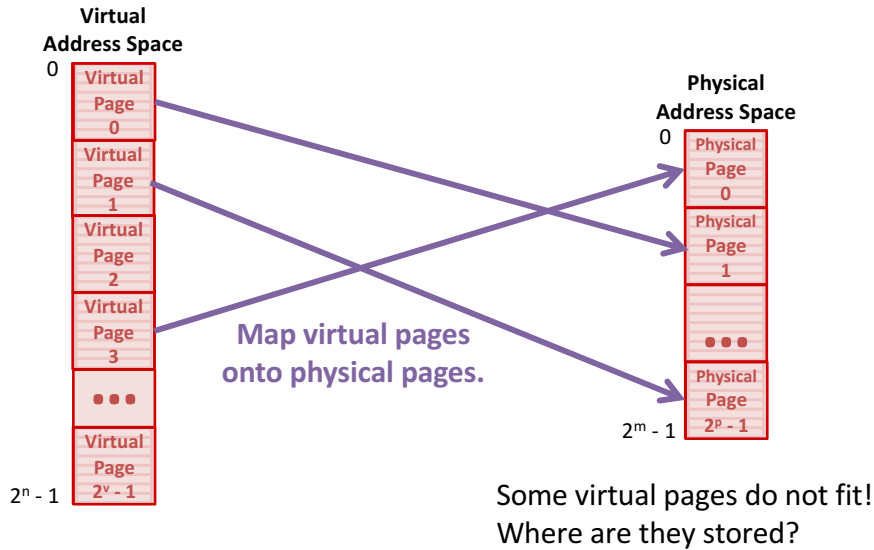 Virtual
Address Space
0
Virtual
Page
0
Virtual
Page
1
Virtual
Page
2
Virtual
Page
3
...
Virtual
Page
2ᵛ - 1
2ⁿ - 1
Map virtual pages
onto physical pages.
Physical
Address Space
0
Physical
Page
0
Physical
Page
1
...
Physical
Page
2ᵖ - 1
2ᵐ - 1
Some virtual pages do not fit!
Where are they stored?